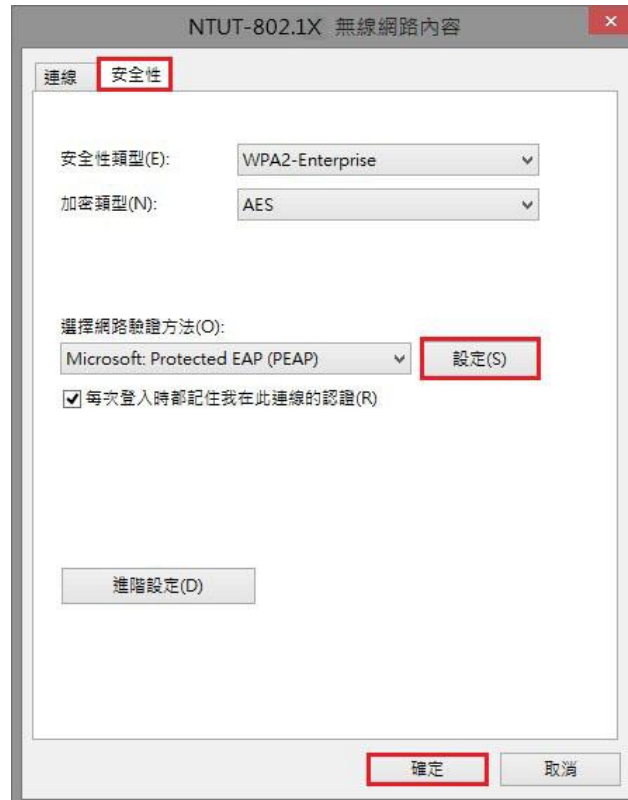 NTUT-802.1X 無線網路內容
連線 安全性
安全性類型(E): WPA2-Enterprise
加密類型(N): AES
選擇網路驗證方法(O):
Microsoft: Protected EAP (PEAP) 設定(S)
每次登入時都記住我在此連線的認證(R)
進階設定(D)
確定 取消